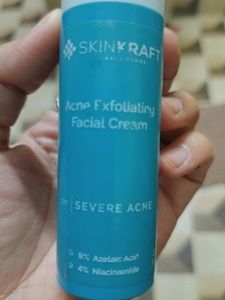 SKINKRAFT
Acne Exfoliating
Facial Cream
SEVERE ACNE
9% Azelaic Acid
4% Niacinamide